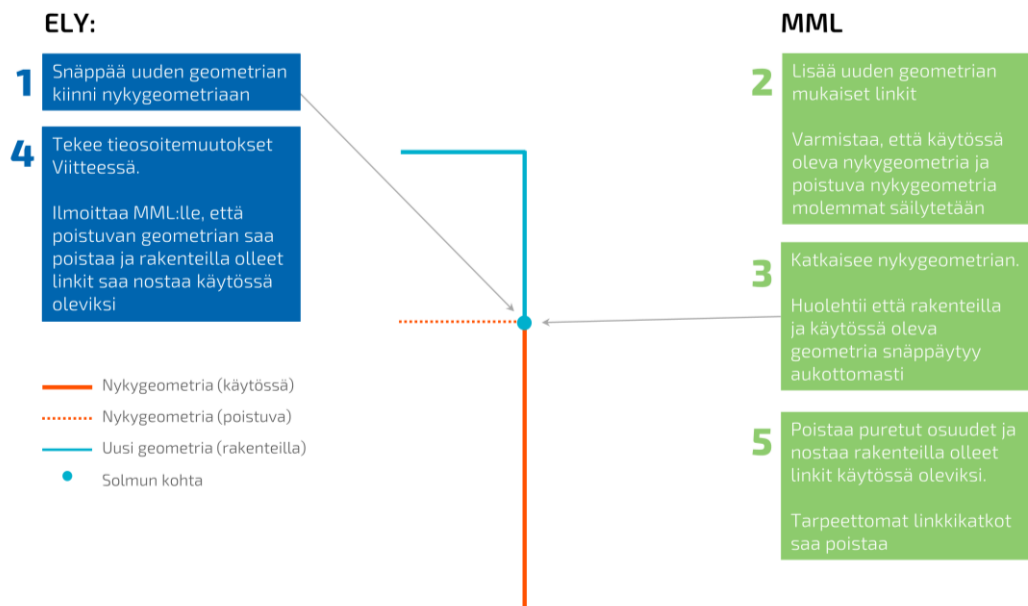 ELY:
1
Snäppää uuden geometrian
kiinni nykygeometriaan
4
Tekee tieosoitemuutokset
Viitteessä.
Ilmoittaa MML:lle, että
poistuvan geometrian saa
poistaa ja rakenteilla olleet
linkit saa nostaa käytössä
oleviksi
Nykygeometria (käytössä)
Nykygeometria (poistuva)
Uusi geometria (rakenteilla)
Solmun kohta
MML
2
Lisää uuden geometrian
mukaiset linkit
Varmistaa, että käytössä
oleva nykygeometria ja
poistuva nykygeometria
molemmat säilytetään
3
Katkaisee nykygeometrian.
Huolehtii että rakenteilla
ja käytössä oleva
geometria snäppäytyy
aukottomasti
5
Poistaa puretut osuudet ja
nostaa rakenteilla olleet
linkit käytössä oleviksi.
Tarpeettomat linkkikatkot
saa poistaa